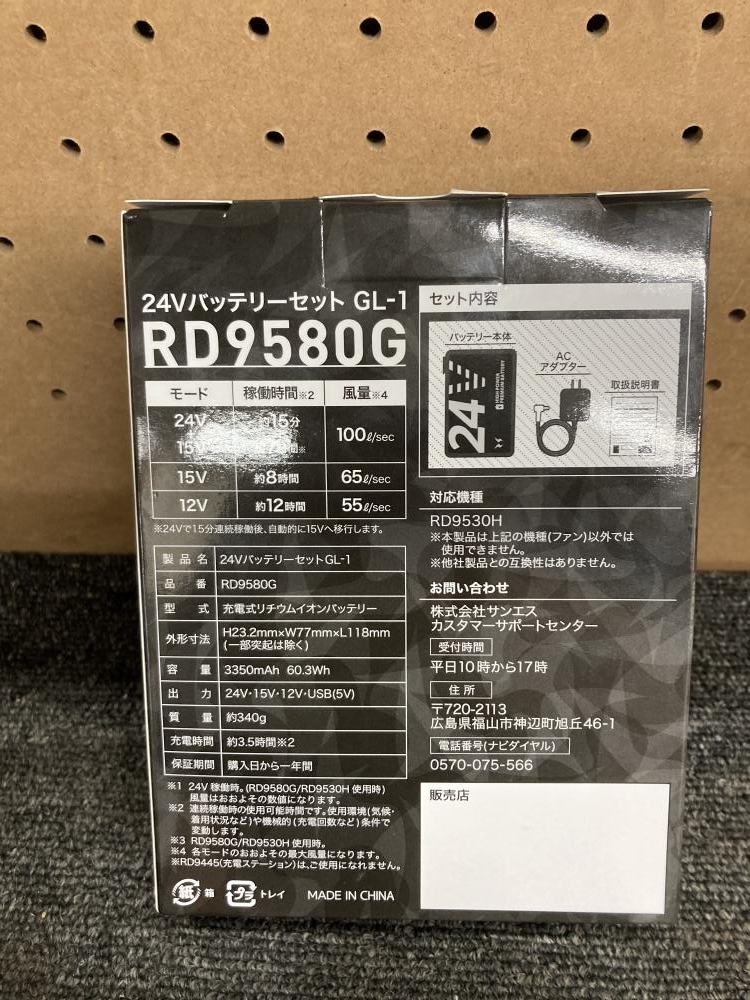 24Vバッテリーセット GL-1
RD9580G
モード 稼働時間※2 風量※4
24V 15分
15V
100ℓ/sec
15V 約8時間 65ℓ/sec
12V 約12時間 55ℓ/sec
※24Vで15分連続稼働後、自動的に15Vへ移行します。
製品名 24VバッテリーセットGL-1
品番 RD9580G
型式 充電式リチウムイオンバッテリー
外形寸法 H23.2mm×W77mm×L118mm
(一部突起は除く)
容量 3350mAh 60.3Wh
出力 24V・15V・12V・USB(5V)
質量 約340g
充電時間 約3.5時間※2
保証期間 購入日から一年間
※1 24V 稼働時。(RD9580G/RD9530H 使用時)
風量はおおよその数値になります。
※2 連続稼働時の使用可能時間です。使用環境(気候・
着用状況など)や機械的(充電回数など)条件で
変動します。
※3 RD9580G/RD9530H 使用時。
※4 各モードのおおよその最大風量になります。
※RD9445(充電ステーション)は、ご使用になれません。
紙 箱 プラ トレイ MADE IN CHINA
セット内容
バッテリー本体
AC
アダプター
取扱説明書
24V
HIGH POWER
PREMIUM BATTERY
対応機種
RD9530H
※本製品は上記の機種(ファン)以外では
使用できません。
※他社製品との互換性はありません。
お問い合わせ
株式会社サンエス
カスタマーサポートセンター
受付時間
平日10時から17時
住所
〒720-2113
広島県福山市神辺町旭丘46-1
電話番号(ナビダイヤル)
0570-075-566
販売店